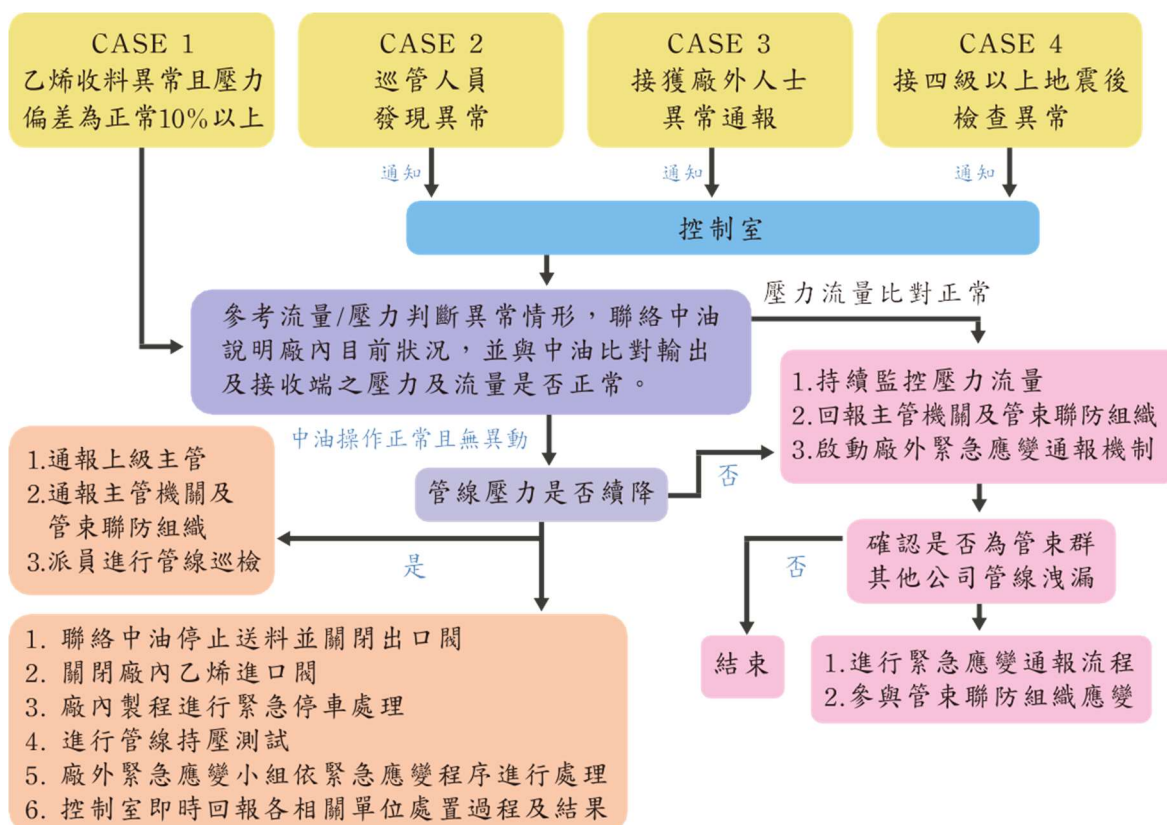 CASE 1
乙烯收料異常且壓力
偏差為正常10%以上
CASE 2
巡管人員
發現異常
CASE 3
接獲廠外人士
異常通報
CASE 4
接四級以上地震後
檢查異常
通知
通知
通知
控制室
參考流量/壓力判斷異常情形，聯絡中油
說明廠內目前狀況，並與中油比對輸出
及接收端之壓力及流量是否正常。
壓力流量比對正常
1.持續監控壓力流量
2.回報主管機關及管束聯防組織
3.啟動廠外緊急應變通報機制
中油操作正常且無異動
管線壓力是否續降
否
是
1.通報上級主管
2.通報主管機關及
管束聯防組織
3.派員進行管線巡檢
確認是否為管束群
其他公司管線洩漏
否
結束
1.進行緊急應變通報流程
2.參與管束聯防組織應變
1. 聯絡中油停止送料並關閉出口閥
2. 關閉廠內乙烯進口閥
3. 廠內製程進行緊急停車處理
4. 進行管線持壓測試
5. 廠外緊急應變小組依緊急應變程序進行處理
6. 控制室即時回報各相關單位處置過程及結果